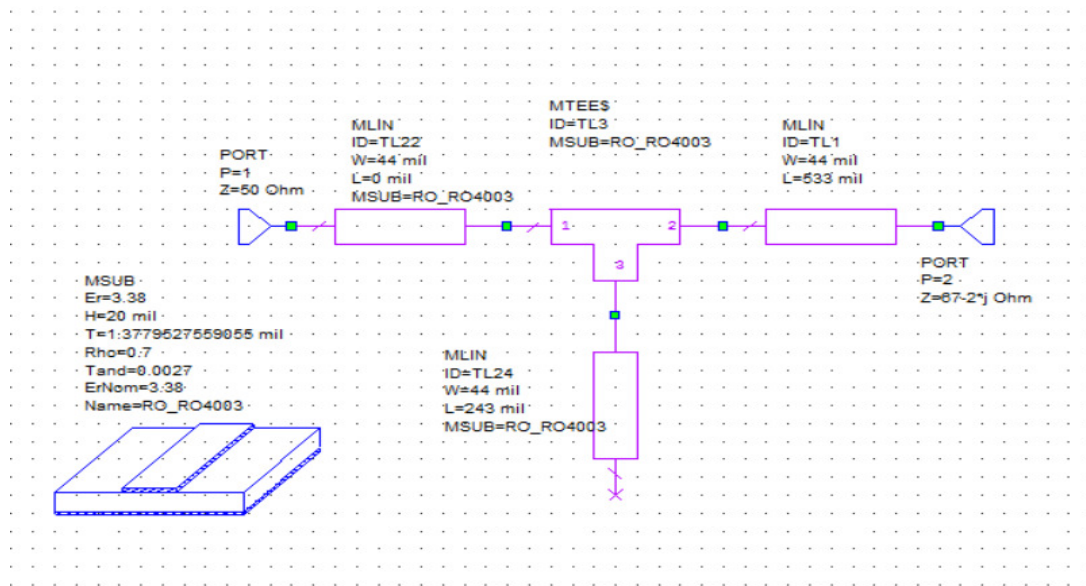 MTEE$
ID=TL3
MSUB=RO_RO4003
MLIN
ID=TL22
W=44 mil
L=0 mil
MSUB=RO_RO4003
MLIN
ID=TL1
W=44 mil
L=533 mil
PORT
P=1
Z=50 Ohm
1
2
3
PORT
P=2
Z=67-2*j Ohm
MSUB
Er=3.38
H=20 mil
T=1.3779527559055 mil
Rho=0.7
Tand=0.0027
ErNom=3.38
Name=RO_RO4003
MLIN
ID=TL24
W=44 mil
L=243 mil
MSUB=RO_RO4003